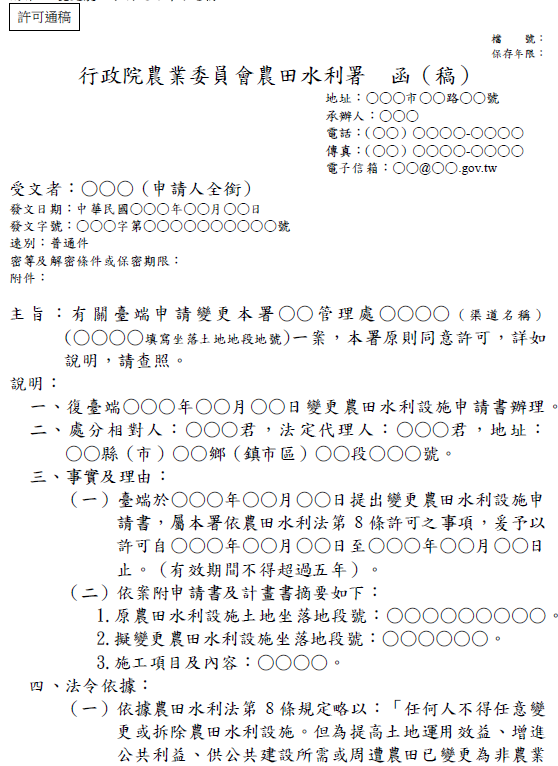 許可通稿
檔　　號：
保存年限：
行政院農業委員會農田水利署　函（稿）
地址：○○○市○○路○○號
承辦人：○○○
電話：(○○) ○○○○-○○○○
傳真：(○○) ○○○○-○○○○
電子信箱：○○@○○.gov.tw
受文者：○○○（申請人全銜）
發文日期：中華民國○○○年○○月○○日
發文字號：○○○字第○○○○○○○○○○號
速別：普通件
密等及解密條件或保密期限：
附件：
主旨：有關臺端申請變更本署○○管理處○○○○（渠道名稱）
(○○○○填寫坐落土地地段地號)一案，本署原則同意許可，詳如
說明，請查照。
說明：
一、復臺端○○○年○○月○○日變更農田水利設施申請書辦理。
二、處分相對人：○○○君，法定代理人：○○○君，地址：
○○縣（市）○○鄉（鎮市區）○○段○○○號。
三、事實及理由：
（一）臺端於○○○年○○月○○日提出變更農田水利設施申
請書，屬本署依農田水利法第 8 條許可之事項，爰予以
許可自○○○年○○月○○日至○○○年○○月○○日
止。（有效期間不得超過五年）。
（二）依案附申請書及計畫書摘要如下：
1.原農田水利設施土地坐落地段號：○○○○○○○○○。
2.擬變更農田水利設施坐落地段號：○○○○○○。
3.施工項目及內容：○○○○。
四、法令依據：
（一）依據農田水利法第 8 條規定略以：「任何人不得任意變
更或拆除農田水利設施。但為提高土地運用效益、增進
公共利益、供公共建設所需或周遭農田已變更為非農業